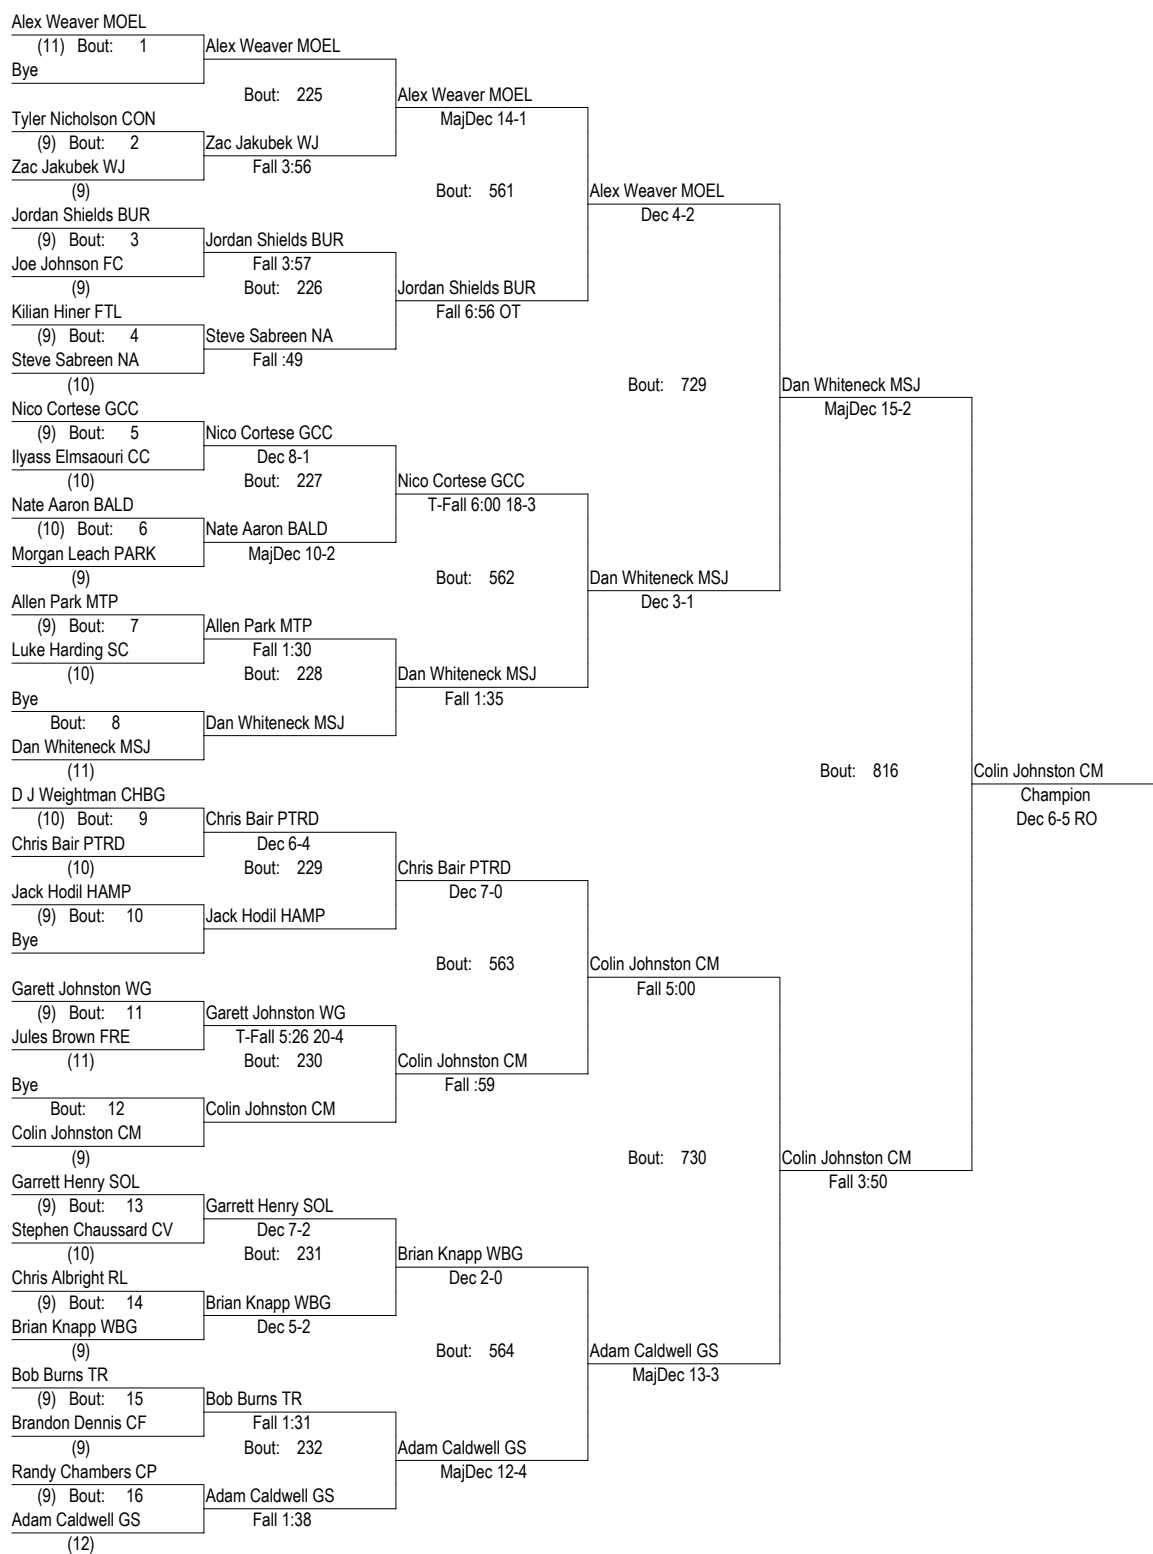 Alex Weaver MOEL
(11) Bout: 1 Alex Weaver MOEL
Bye
Bout: 225 Alex Weaver MOEL
Tyler Nicholson CON MajDec 14-1
(9) Bout: 2 Zac Jakubek WJ
Zac Jakubek WJ Fall 3:56
(9) Bout: 561 Alex Weaver MOEL
Jordan Shields BUR Dec 4-2
(9) Bout: 3 Jordan Shields BUR
Joe Johnson FC Fall 3:57
(9) Bout: 226 Jordan Shields BUR
Kilian Hiner FTL Fall 6:56 OT
(9) Bout: 4 Steve Sabreen NA
Steve Sabreen NA Fall :49
(10) Bout: 729 Dan Whiteneck MSJ
Nico Cortese GCC MajDec 15-2
(9) Bout: 5 Nico Cortese GCC
Ilyass Elmsaouri CC Dec 8-1
(10) Bout: 227 Nico Cortese GCC
Nate Aaron BALD T-Fall 6:00 18-3
(10) Bout: 6 Nate Aaron BALD
Morgan Leach PARK MajDec 10-2
(9) Bout: 562 Dan Whiteneck MSJ
Allen Park MTP Dec 3-1
(9) Bout: 7 Allen Park MTP
Luke Harding SC Fall 1:30
(10) Bout: 228 Dan Whiteneck MSJ
Bye Fall 1:35
Bout: 8 Dan Whiteneck MSJ
Dan Whiteneck MSJ
(11) Bout: 816 Colin Johnston CM
D J Weightman CHBG Champion
(10) Bout: 9 Chris Bair PTRD Dec 6-5 RO
Chris Bair PTRD Dec 6-4
(10) Bout: 229 Chris Bair PTRD
Jack Hodil HAMP Dec 7-0
(9) Bout: 10 Jack Hodil HAMP
Bye
Bout: 563 Colin Johnston CM
Garett Johnston WG Fall 5:00
(9) Bout: 11 Garett Johnston WG
Jules Brown FRE T-Fall 5:26 20-4
(11) Bout: 230 Colin Johnston CM
Bye Fall :59
Bout: 12 Colin Johnston CM
Colin Johnston CM
(9) Bout: 730 Colin Johnston CM
Garrett Henry SOL Fall 3:50
(9) Bout: 13 Garrett Henry SOL
Stephen Chaussard CV Dec 7-2
(10) Bout: 231 Brian Knapp WBG
Chris Albright RL Dec 2-0
(9) Bout: 14 Brian Knapp WBG
Brian Knapp WBG Dec 5-2
(9) Bout: 564 Adam Caldwell GS
Bob Burns TR MajDec 13-3
(9) Bout: 15 Bob Burns TR
Brandon Dennis CF Fall 1:31
(9) Bout: 232 Adam Caldwell GS
Randy Chambers CP MajDec 12-4
(9) Bout: 16 Adam Caldwell GS
Adam Caldwell GS Fall 1:38
(12)